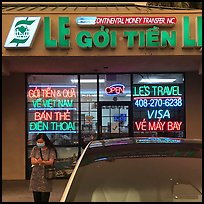 CONTINENTAL MONEY TRANSFER, INC
LE GỞI TIỀN LE
GỞI TIỀN & QUÀ
VỀ VIỆT NAM
BÁN THẺ
ĐIỆN THOẠI
OPEN
LE'S TRAVEL
408-270-6238
VISA
VÉ MÁY BAY